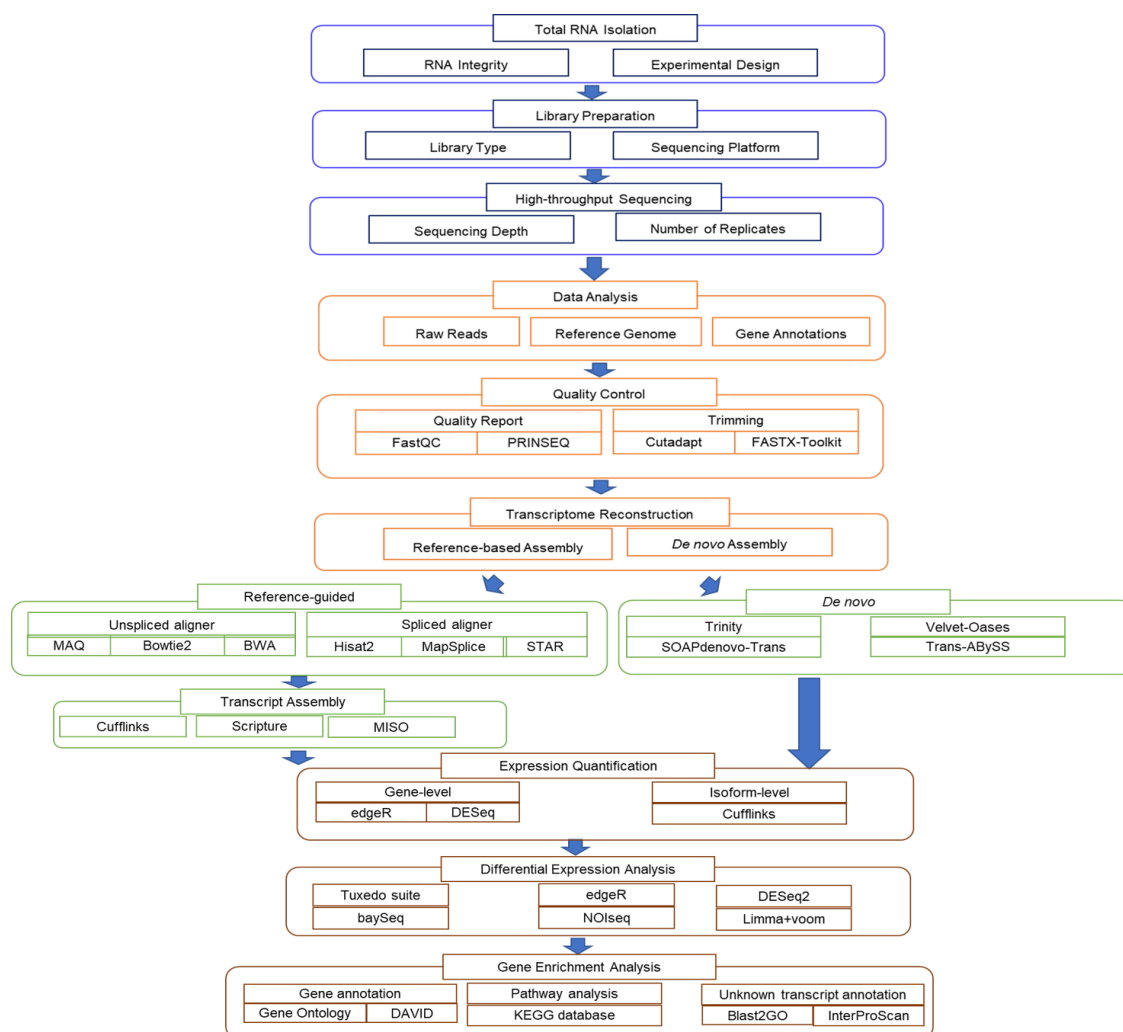 Total RNA Isolation
RNA Integrity
Experimental Design
Library Preparation
Library Type
Sequencing Platform
High-throughput Sequencing
Sequencing Depth
Number of Replicates
Data Analysis
Raw Reads
Reference Genome
Gene Annotations
Quality Control
Quality Report
Trimming
FastQC
PRINSEQ
Cutadapt
FASTX-Toolkit
Transcriptome Reconstruction
Reference-based Assembly
De novo Assembly
Reference-guided
Unspliced aligner
Spliced aligner
MAQ
Bowtie2
BWA
Hisat2
MapSplice
STAR
De novo
Trinity
Velvet-Oases
SOAPdenovo-Trans
Trans-ABySS
Transcript Assembly
Cufflinks
Scripture
MISO
Expression Quantification
Gene-level
Isoform-level
edgeR
DESeq
Cufflinks
Differential Expression Analysis
Tuxedo suite
edgeR
DESeq2
baySeq
NOIseq
Limma+voom
Gene Enrichment Analysis
Gene annotation
Pathway analysis
Unknown transcript annotation
Gene Ontology
DAVID
KEGG database
Blast2GO
InterProScan